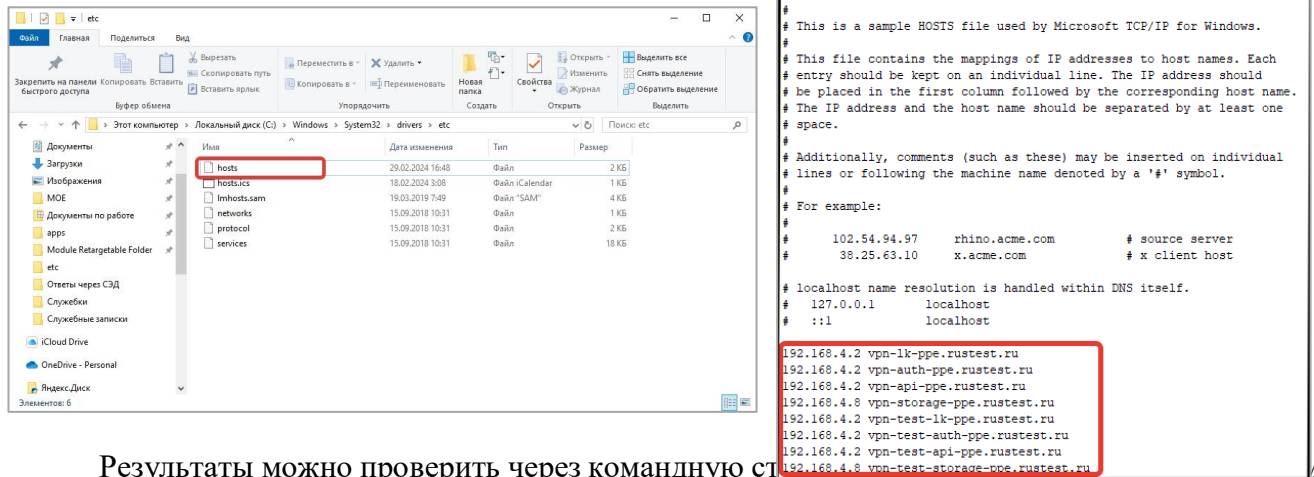 etc
Файл Главная Поделиться Вид
Закрепить на панели быстрого доступа
Копировать
Вставить
Вырезать
Скопировать путь
Вставить ярлык
Буфер обмена
Переместить в
Копировать в
Удалить
Переименовать
Упорядочить
Новая папка
Создать
Свойства
Открыть
Изменить
Журнал
Открыть
Выделить все
Снять выделение
Обратить выделение
Выделить
Этот компьютер > Локальный диск (C:) > Windows > System32 > drivers > etc
Поиск: etc
Документы
Загрузки
Изображения
MOE
Документы по работе
apps
Module Retargetable Folder
etc
Ответы через СЭД
Служебки
Служебные записки
iCloud Drive
OneDrive - Personal
Яндекс.Диск
Имя Дата изменения Тип Размер
hosts 29.02.2024 16:48 Файл 2 КБ
hosts.ics 18.02.2024 3:08 Файл iCalendar 1 КБ
lmhosts.sam 19.03.2019 7:49 Файл "SAM" 4 КБ
networks 15.09.2018 10:31 Файл 1 КБ
protocol 15.09.2018 10:31 Файл 2 КБ
services 15.09.2018 10:31 Файл 18 КБ
Элементов: 6
#
# This is a sample HOSTS file used by Microsoft TCP/IP for Windows.
#
# This file contains the mappings of IP addresses to host names. Each
# entry should be kept on an individual line. The IP address should
# be placed in the first column followed by the corresponding host name.
# The IP address and the host name should be separated by at least one
# space.
#
# Additionally, comments (such as these) may be inserted on individual
# lines or following the machine name denoted by a '#' symbol.
#
# For example:
#
# 102.54.94.97 rhino.acme.com # source server
# 38.25.63.10 x.acme.com # x client host
# localhost name resolution is handled within DNS itself.
# 127.0.0.1 localhost
# ::1 localhost
192.168.4.2 vpn-lk-ppe.rustest.ru
192.168.4.2 vpn-auth-ppe.rustest.ru
192.168.4.2 vpn-api-ppe.rustest.ru
192.168.4.8 vpn-storage-ppe.rustest.ru
192.168.4.2 vpn-test-lk-ppe.rustest.ru
192.168.4.2 vpn-test-auth-ppe.rustest.ru
192.168.4.2 vpn-test-api-ppe.rustest.ru
192.168.4.8 vpn-test-storage-ppe.rustest.ru
Результаты можно проверить через командную ст